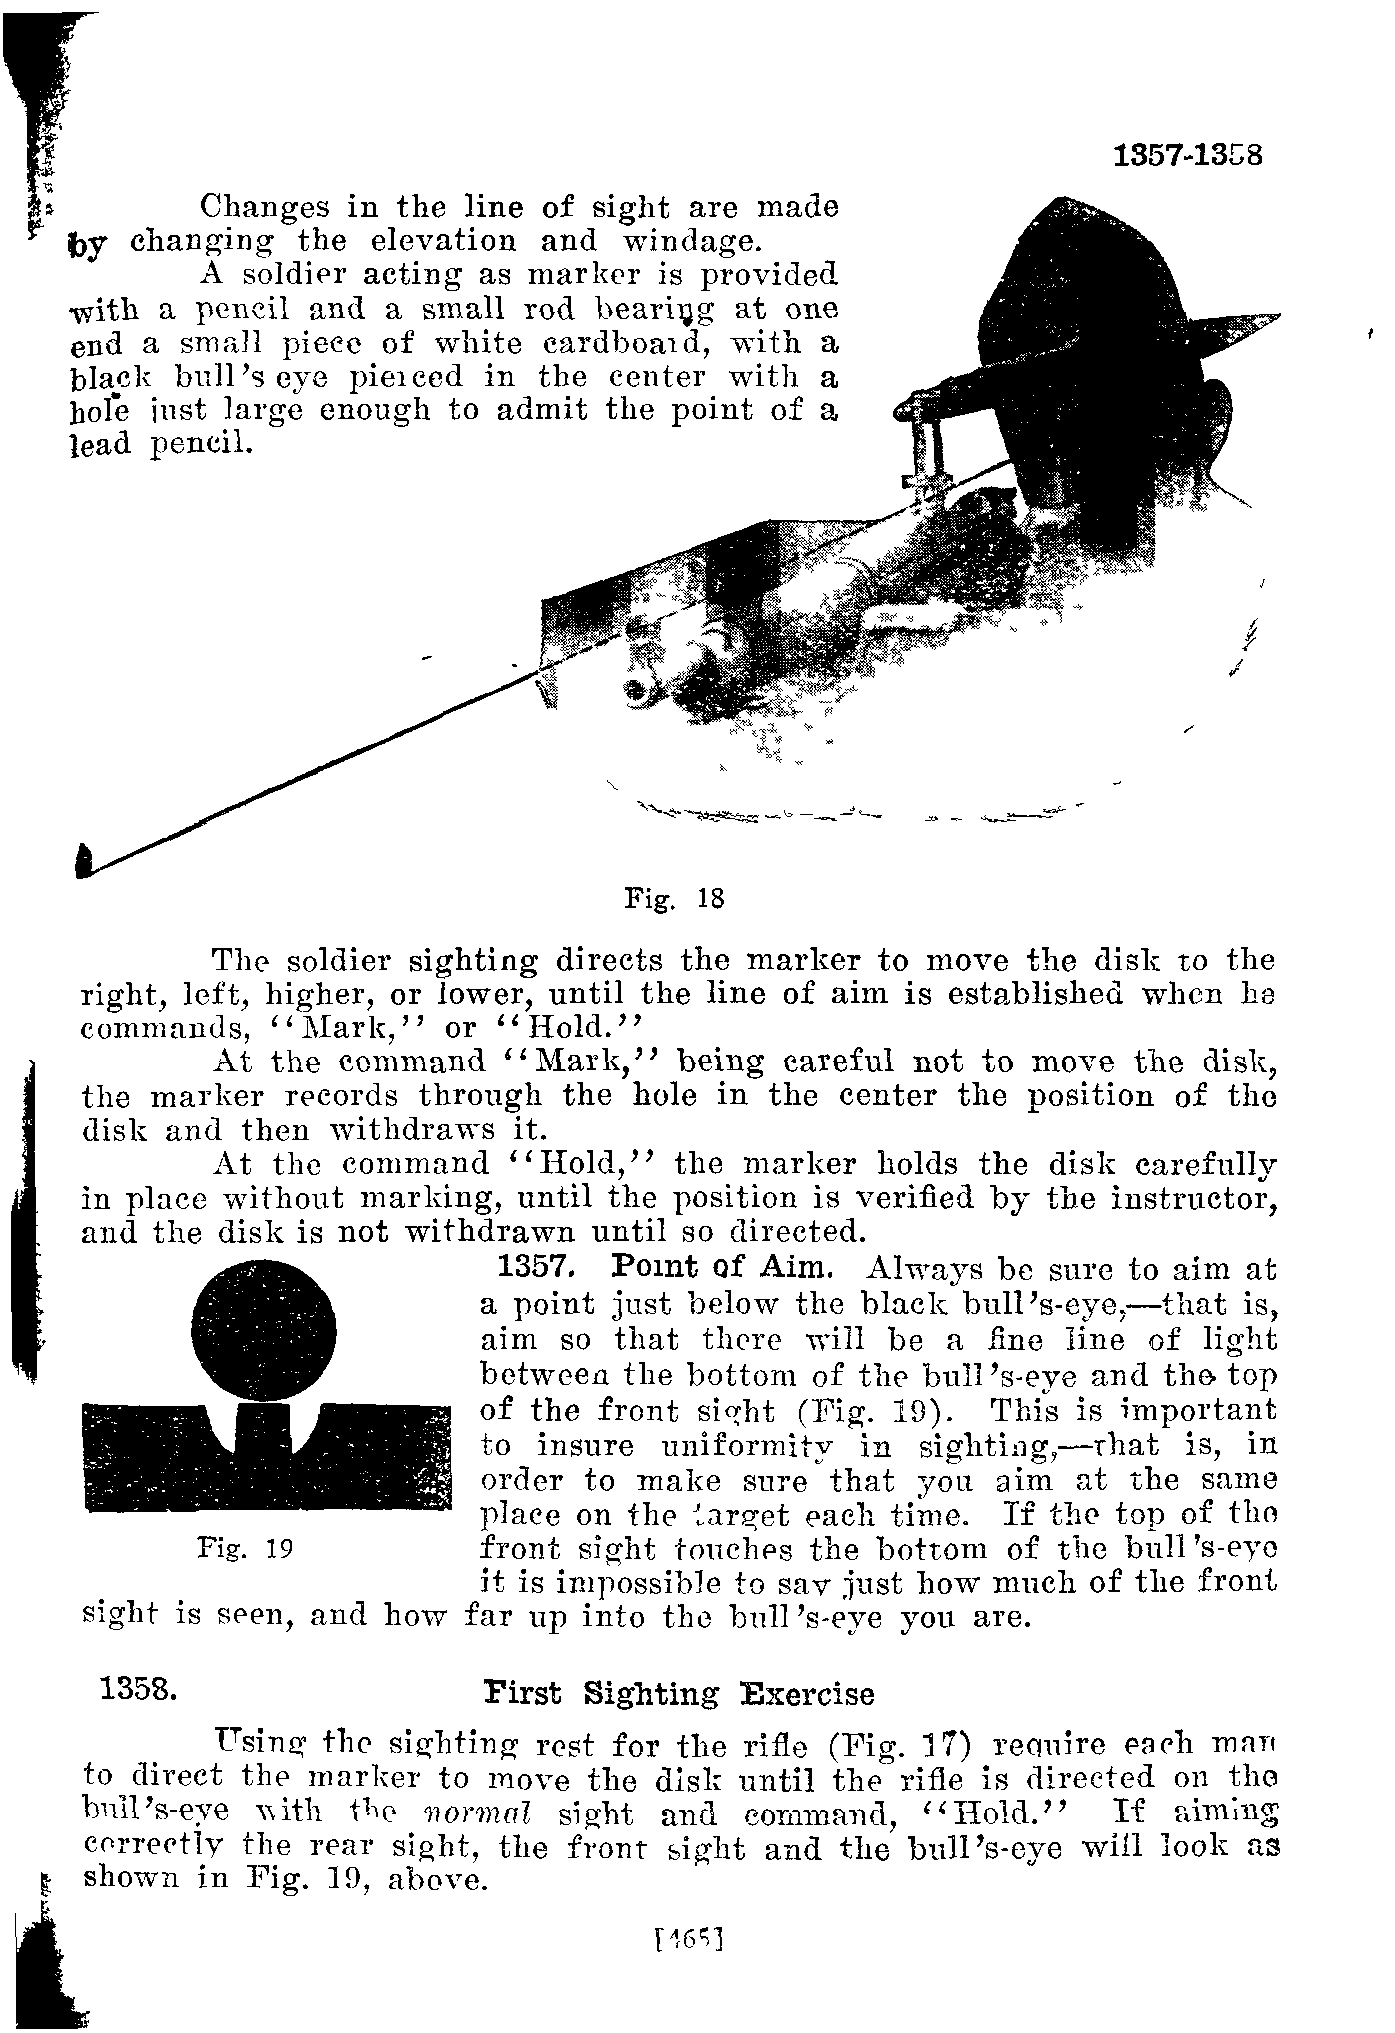 1357-1358
Changes in the line of sight are made
by changing the elevation and windage.
A soldier acting as marker is provided
with a pencil and a small rod bearing at one
end a small piece of white cardboard, with a
black bull's eye pierced in the center with a
hole just large enough to admit the point of a
lead pencil.
Fig. 18
The soldier sighting directs the marker to move the disk to the
right, left, higher, or lower, until the line of aim is established when he
commands, "Mark," or "Hold."
At the command "Mark," being careful not to move the disk,
the marker records through the hole in the center the position of the
disk and then withdraws it.
At the command "Hold," the marker holds the disk carefully
in place without marking, until the position is verified by the instructor,
and the disk is not withdrawn until so directed.
1357. Point of Aim. Always be sure to aim at
a point just below the black bull's-eye,—that is,
aim so that there will be a fine line of light
between the bottom of the bull's-eye and the top
of the front sight (Fig. 19). This is important
to insure uniformity in sighting,—that is, in
order to make sure that you aim at the same
place on the target each time. If the top of the
front sight touches the bottom of the bull's-eye
it is impossible to say just how much of the front
sight is seen, and how far up into the bull's-eye you are.
Fig. 19
1358. First Sighting Exercise
Using the sighting rest for the rifle (Fig. 17) require each man
to direct the marker to move the disk until the rifle is directed on the
bull's-eye with the normal sight and command, "Hold." If aiming
correctly the rear sight, the front sight and the bull's-eye will look as
shown in Fig. 19, above.
[465]